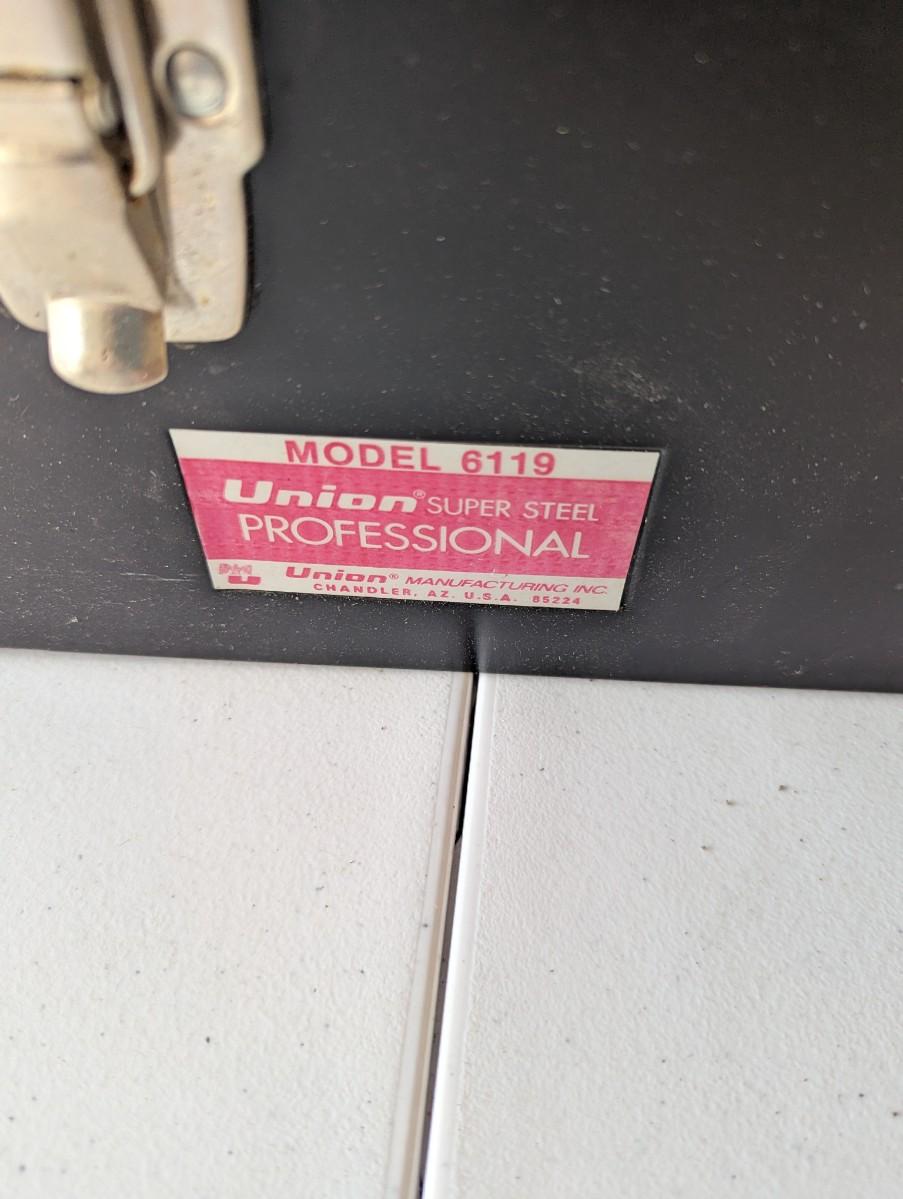 MODEL 6119
Union® SUPER STEEL
PROFESSIONAL
Union® MANUFACTURING INC.
CHANDLER, AZ. U.S.A. 85224